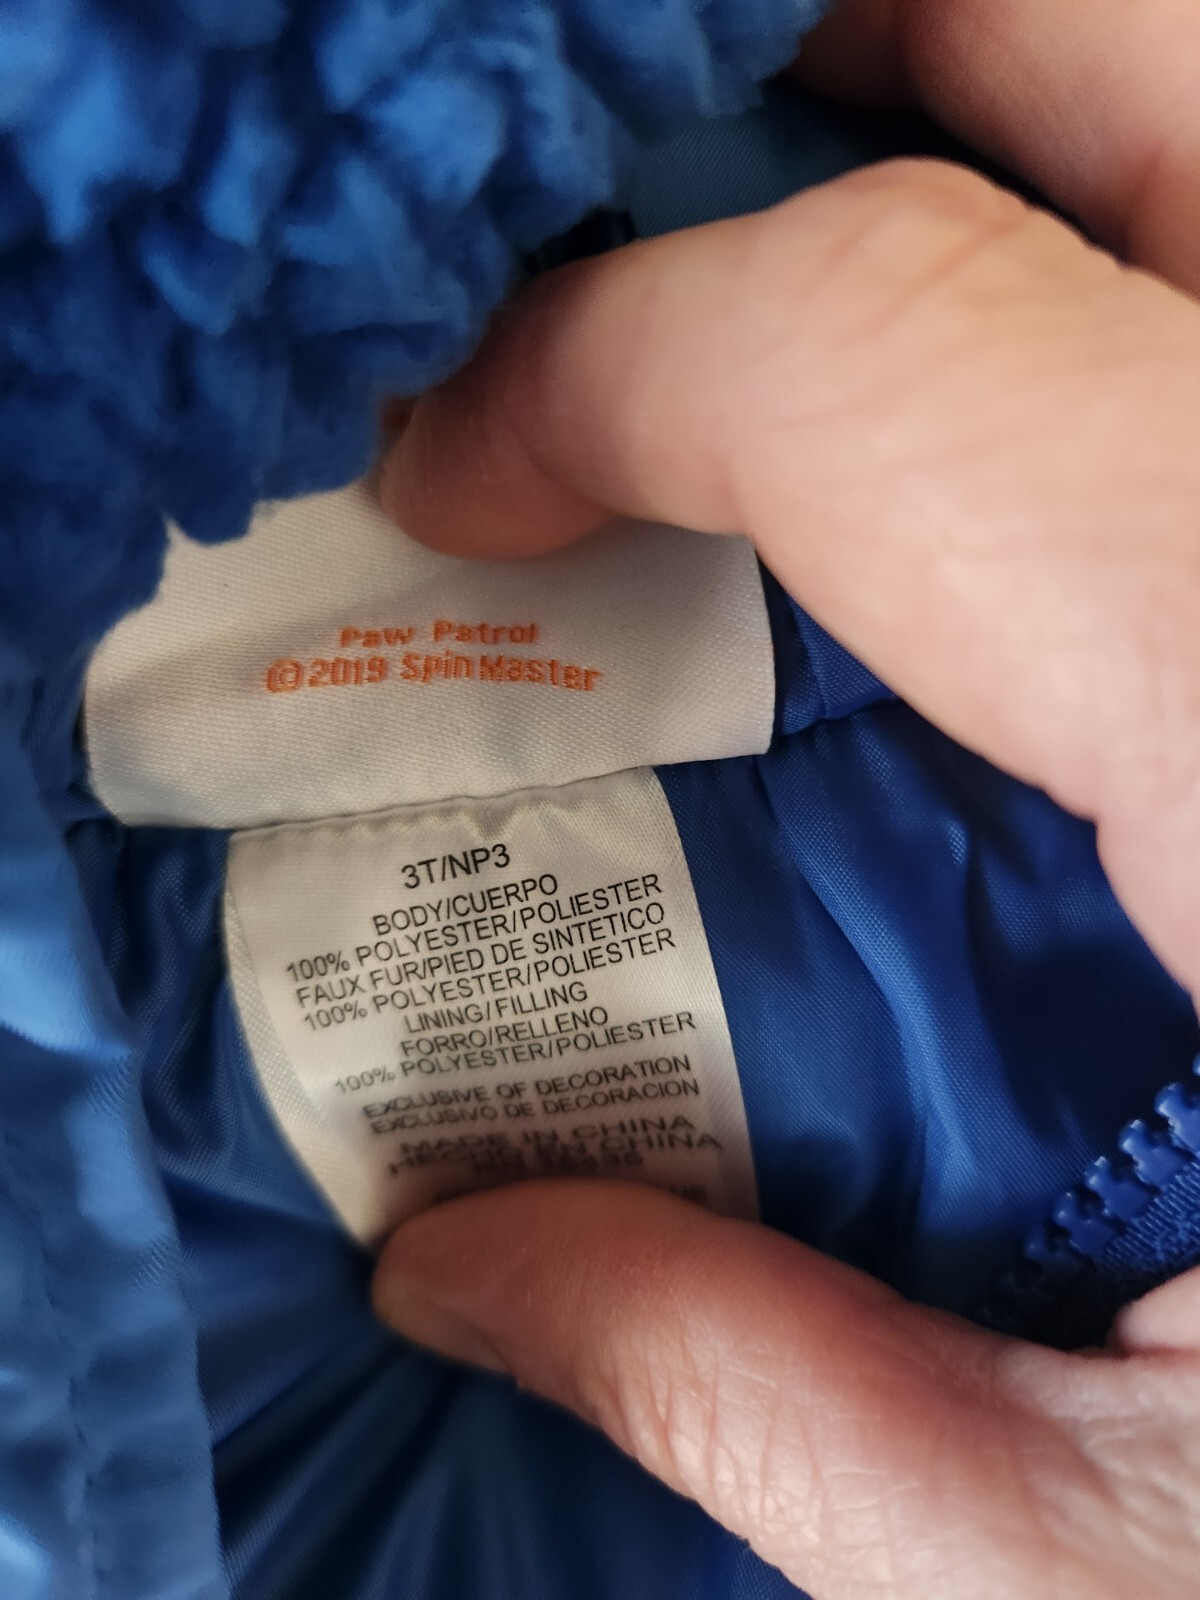 Paw Patrol
©2019 Spin Master
3T/NP3
BODY/CUERPO
100% POLYESTER/POLIESTER
FAUX FUR/PIED DE SINTETICO
100% POLYESTER/POLIESTER
LINING/FILLING
FORRO/RELLENO
100% POLYESTER/POLIESTER
EXCLUSIVE OF DECORATION
EXCLUSIVO DE DECORACION
MADE IN CHINA
HECHO EN CHINA